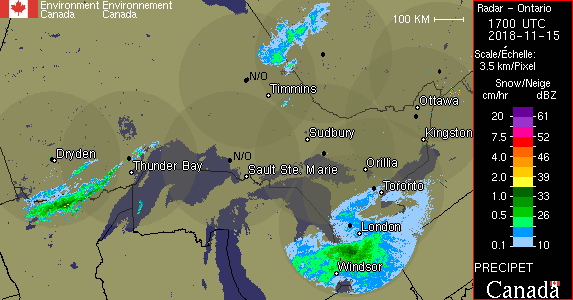 Environment Environnement
Canada Canada
100 KM
N/O
Timmins
Ottawa
Sudbury
Kingston
Dryden
Thunder Bay
N/O
Sault Ste. Marie
Orillia
Toronto
London
Windsor
Radar - Ontario
1700 UTC
2018-11-15
Scale/Échelle:
3.5 km/Pixel
Snow/Neige
cm/hr dBZ
20 61
7.5 52
4.0 46
2.0 39
1.0 33
0.5 26
0.1 10
PRECIPET
Canada